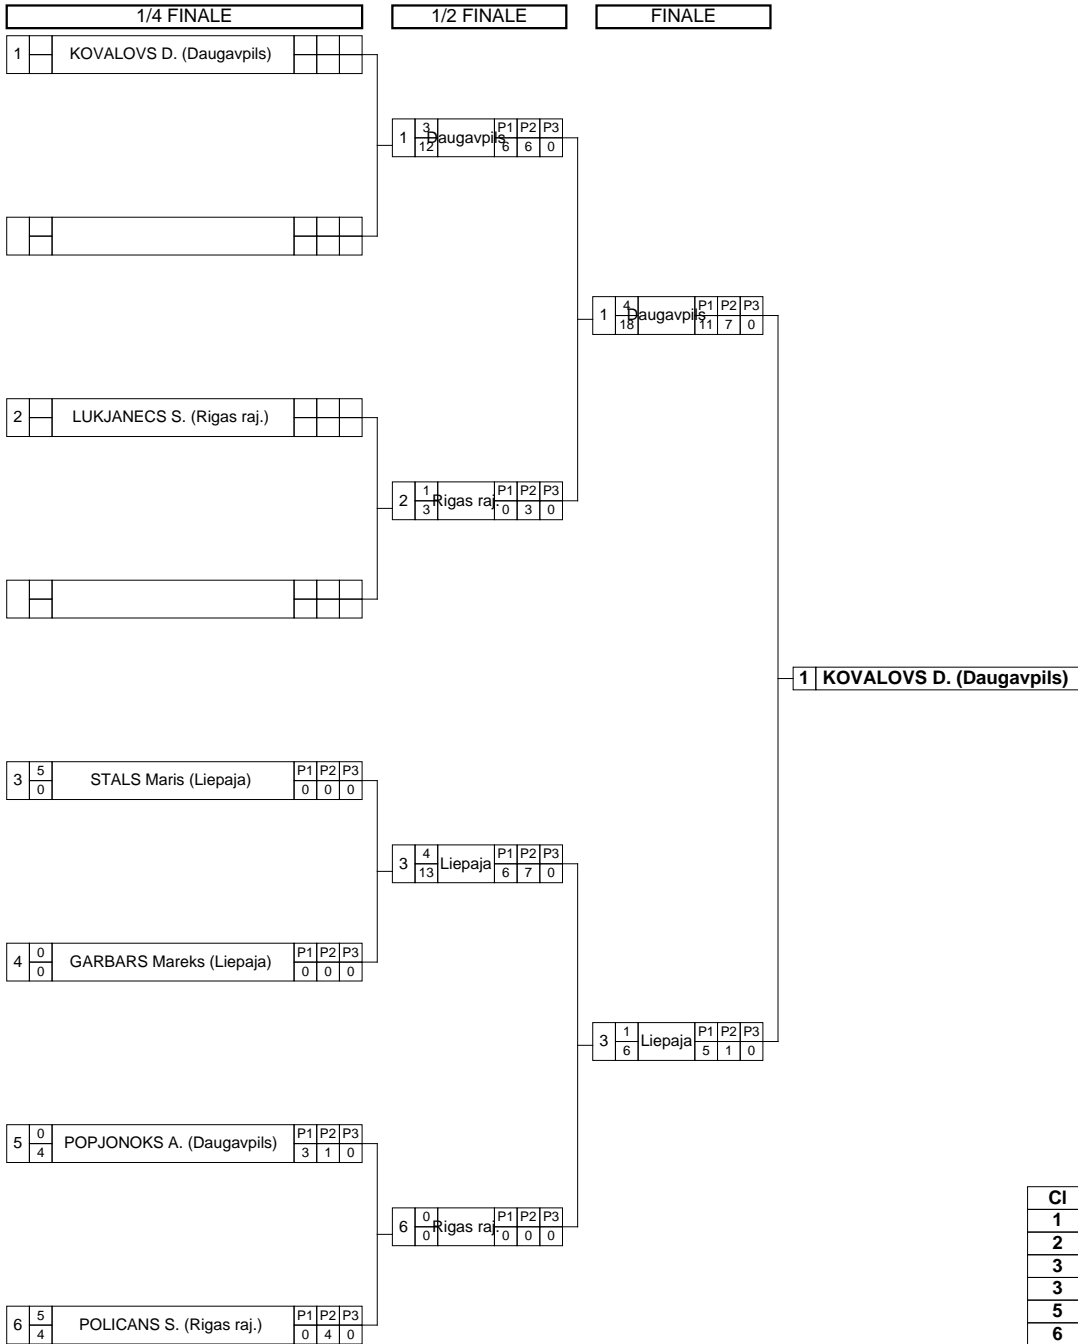 1/4 FINALE 1/2 FINALE FINALE
1 KOVALOVS D. (Daugavpils)
3 P1 P2 P3
1 Daugavpils
12 6 6 0
4 P1 P2 P3
1 Daugavpils
18 11 7 0
2 LUKJANECS S. (Rigas raj.)
1 P1 P2 P3
2 Rigas raj.
3 0 3 0
1 KOVALOVS D. (Daugavpils)
5 P1 P2 P3
3 STALS Maris (Liepaja)
0 0 0 0
4 P1 P2 P3
3 Liepaja
13 6 7 0
0 P1 P2 P3
4 GARBARS Mareks (Liepaja)
0 0 0 0
1 P1 P2 P3
3 Liepaja
6 5 1 0
0 P1 P2 P3
5 POPJONOKS A. (Daugavpils)
4 3 1 0
0 P1 P2 P3
6 Rigas raj.
0 0 0 0
5 P1 P2 P3
6 POLICANS S. (Rigas raj.)
4 0 4 0
Cl
1
2
3
3
5
6